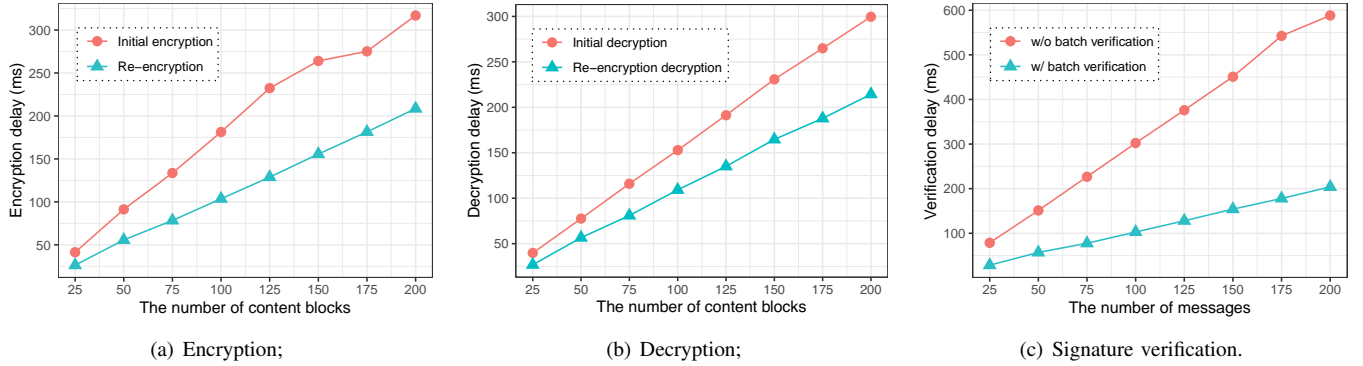 300
250
200
150
100
50
Encryption delay (ms)
Initial encryption
Re−encryption
25 50 75 100 125 150 175 200
The number of content blocks
(a) Encryption;
300
250
200
150
100
50
Decryption delay (ms)
Initial decryption
Re−encryption decryption
25 50 75 100 125 150 175 200
The number of content blocks
(b) Decryption;
600
500
400
300
200
100
Verification delay (ms)
w/o batch verification
w/ batch verification
25 50 75 100 125 150 175 200
The number of messages
(c) Signature verification.